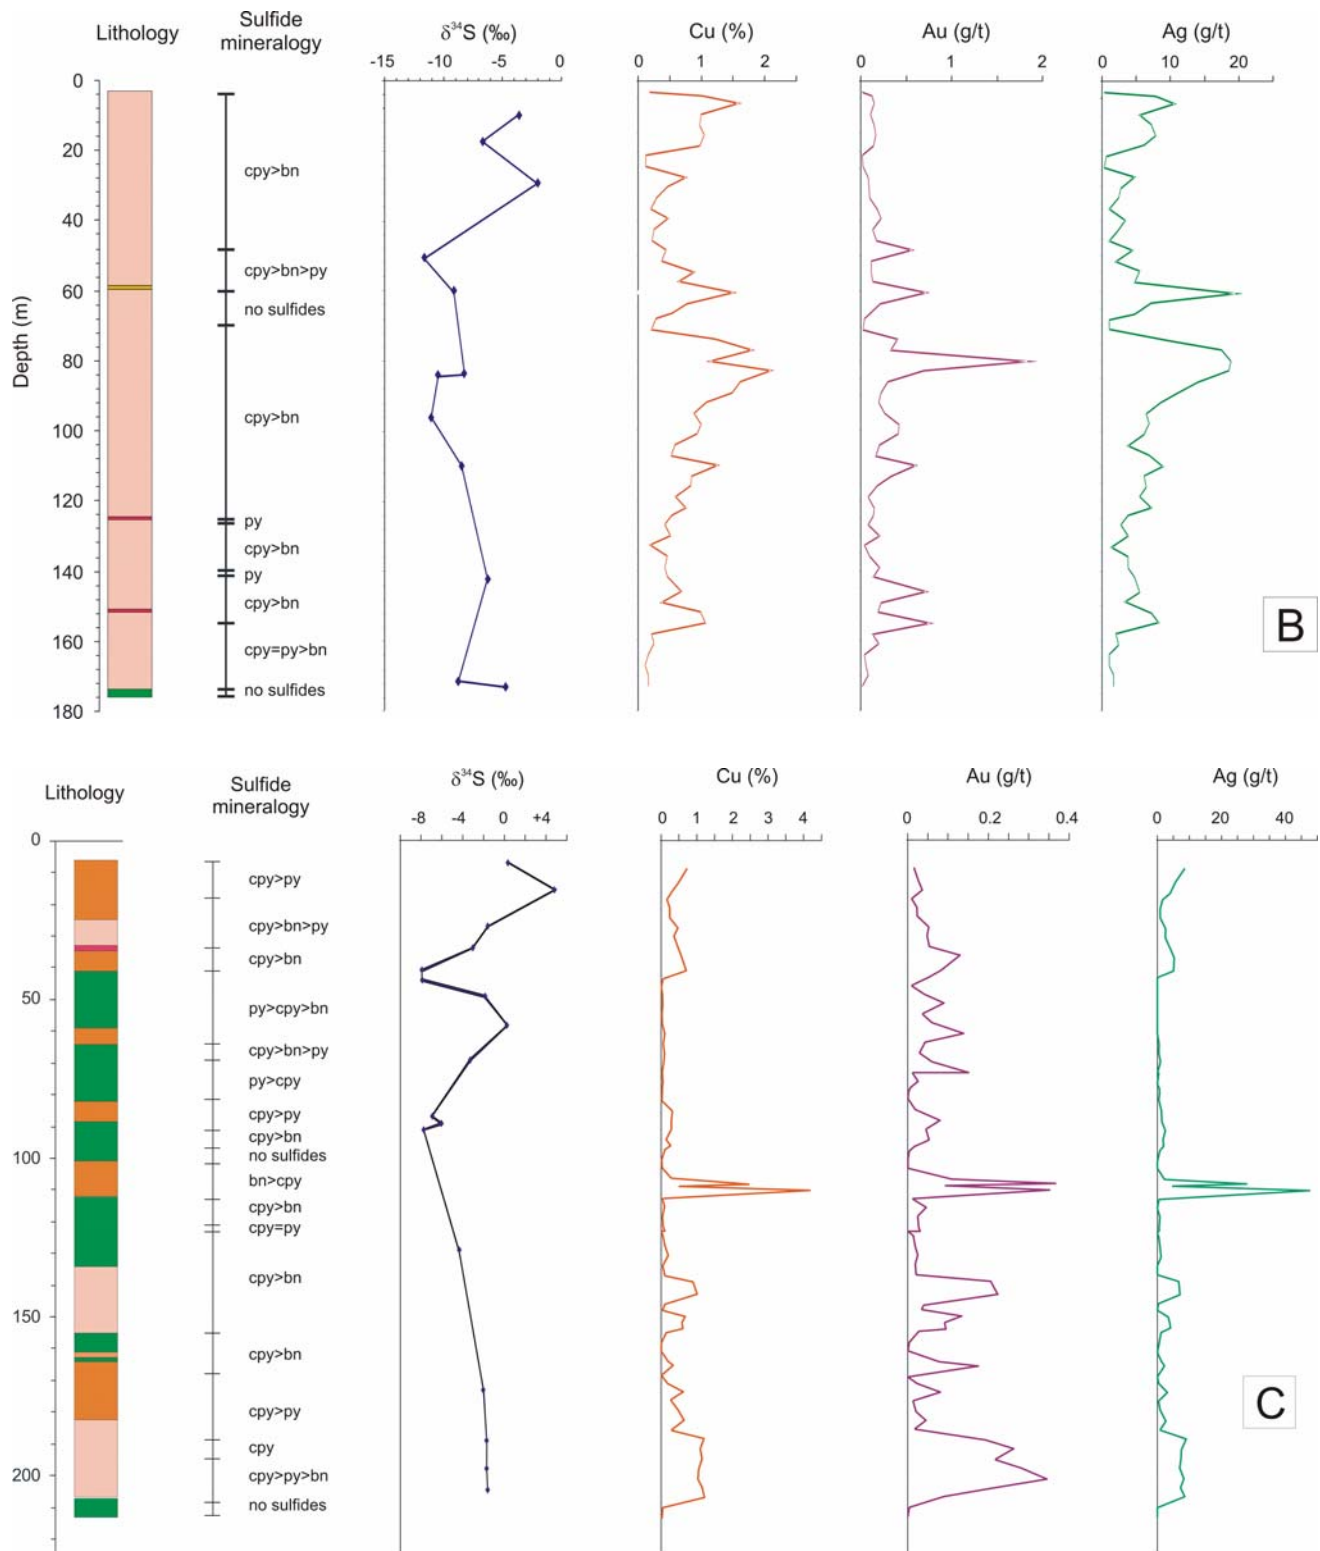 Lithology
Sulfide
mineralogy
δ³⁴S (‰)
Cu (%)
Au (g/t)
Ag (g/t)
-15 -10 -5 0
0 1 2
0 1 2
0 10 20
Depth (m)
0
20
40
60
80
100
120
140
160
180
cpy>bn
cpy>bn>py
no sulfides
cpy>bn
py
cpy>bn
py
cpy>bn
cpy=py>bn
no sulfides
B
Lithology
Sulfide
mineralogy
δ³⁴S (‰)
Cu (%)
Au (g/t)
Ag (g/t)
-8 -4 0 +4
0 1 2 3 4
0 0.2 0.4
0 20 40
0
50
100
150
200
cpy>py
cpy>bn>py
cpy>bn
py>cpy>bn
cpy>bn>py
py>cpy
cpy>py
cpy>bn
no sulfides
bn>cpy
cpy>bn
cpy=py
cpy>bn
cpy>bn
cpy>py
cpy
cpy>py>bn
no sulfides
C